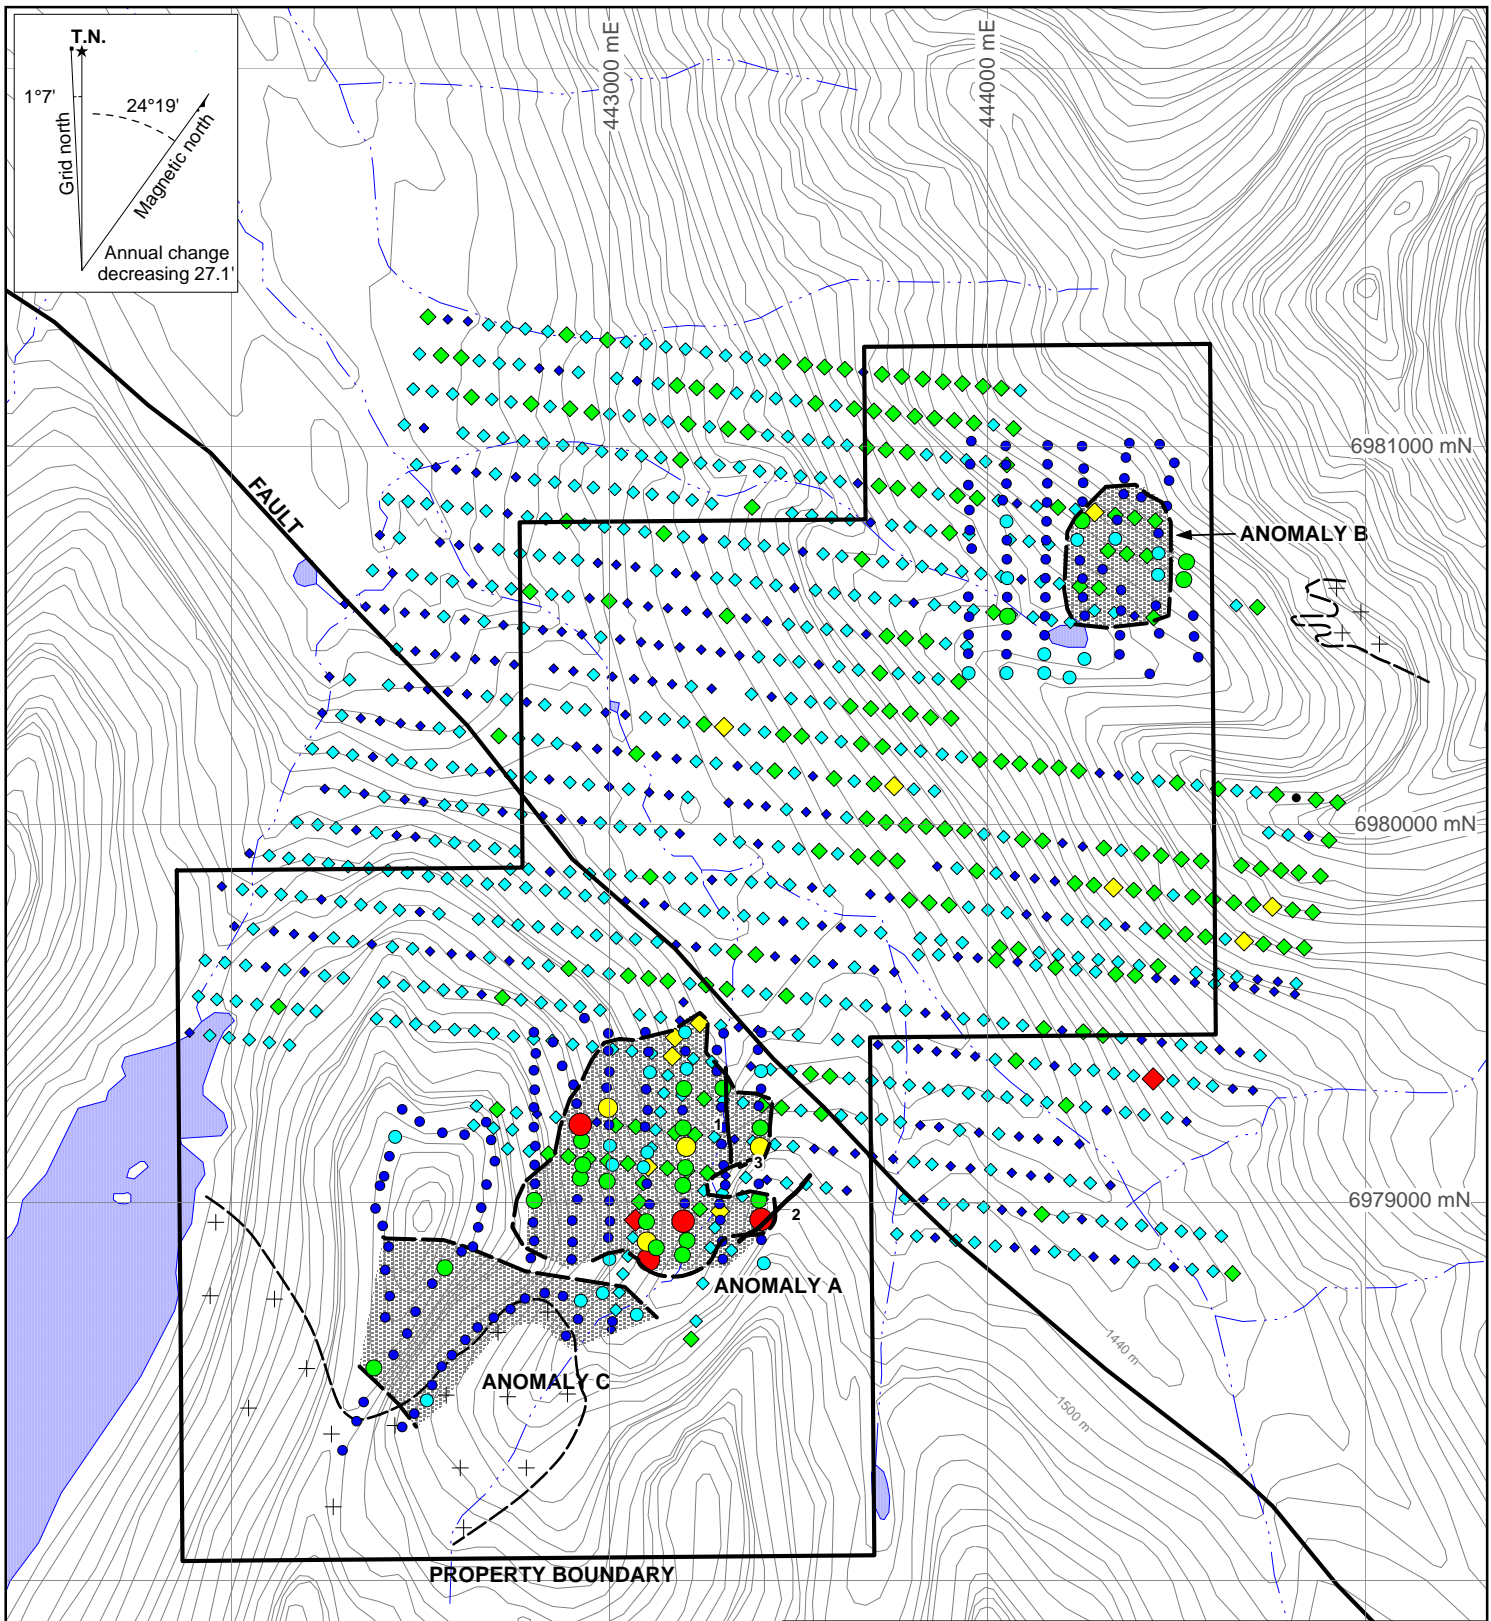 T.N.
1°7'
24°19'
Grid north
Magnetic north
Annual change
decreasing 27.1'
443000 mE
444000 mE
6981000 mN
FAULT
ANOMALY B
6980000 mN
1
3
6979000 mN
2
ANOMALY A
1440 m
ANOMALY C
1500 m
PROPERTY BOUNDARY